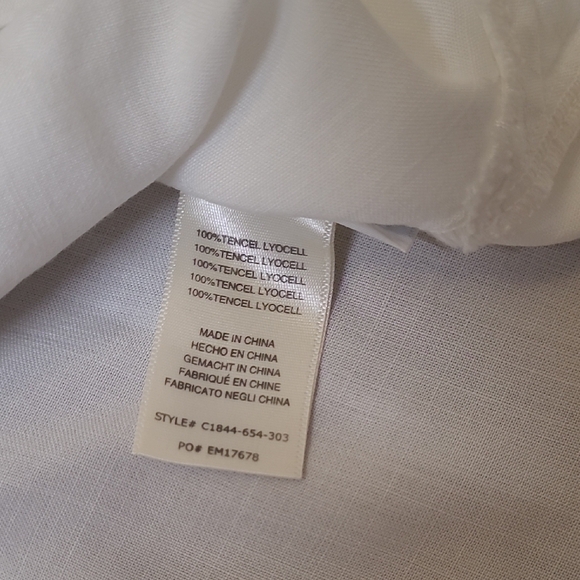 100%TENCEL LYOCELL
100%TENCEL LYOCELL
100%TENCEL LYOCELL
100%TENCEL LYOCELL
100%TENCEL LYOCELL
MADE IN CHINA
HECHO EN CHINA
GEMACHT IN CHINA
FABRIQUÉ EN CHINE
FABRICATO NEGLI CHINA
STYLE# C1844-654-303
PO# EM17678